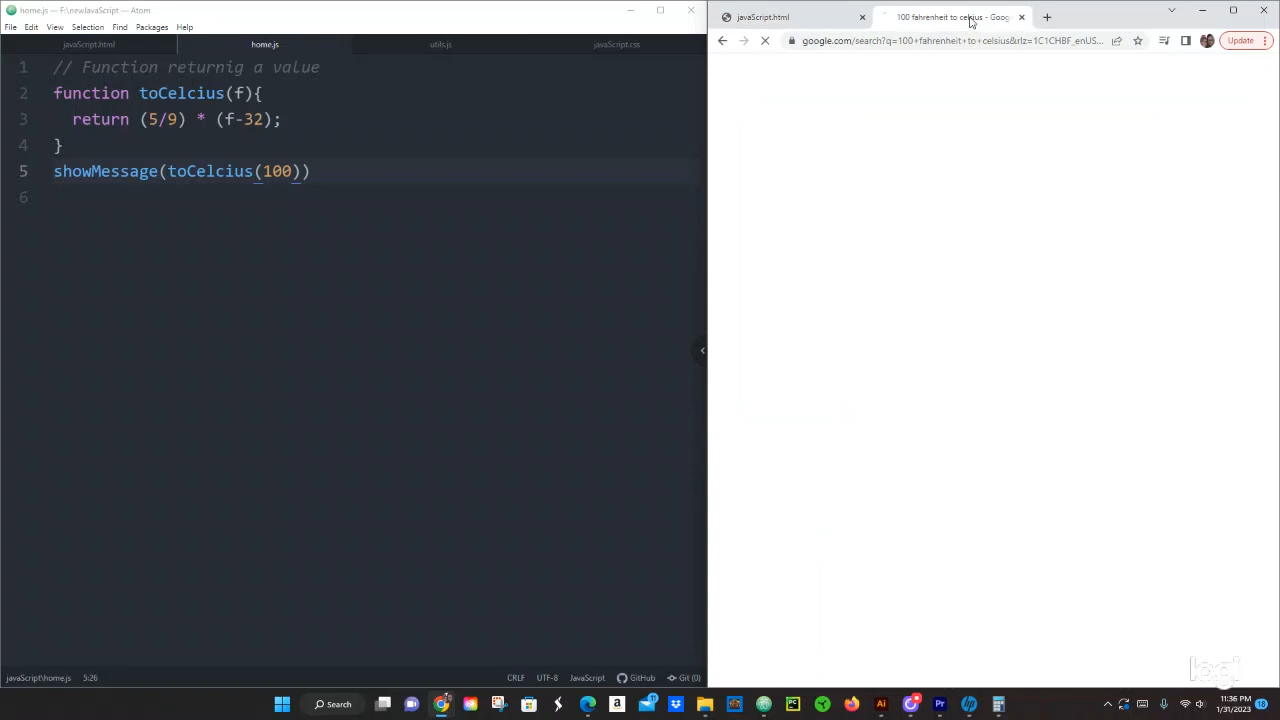 home.js — F:\newJavaScript — Atom
File Edit View Selection Find Packages Help
javaScript.html home.js utils.js javaScript.css
1 // Function returnig a value
2 function toCelcius(f){
3 return (5/9) * (f-32);
4 }
5 showMessage(toCelcius(100))
6
javaScript\home.js 5:26 CRLF UTF-8 JavaScript GitHub Git (0)
javaScript.html 100 fahrenheit to celsius - Goog
google.com/search?q=100+fahrenheit+to+celsius&rlz=1C1CHBF_enUS... Update
logi
Search 11 11:36 PM
1/31/2023 18